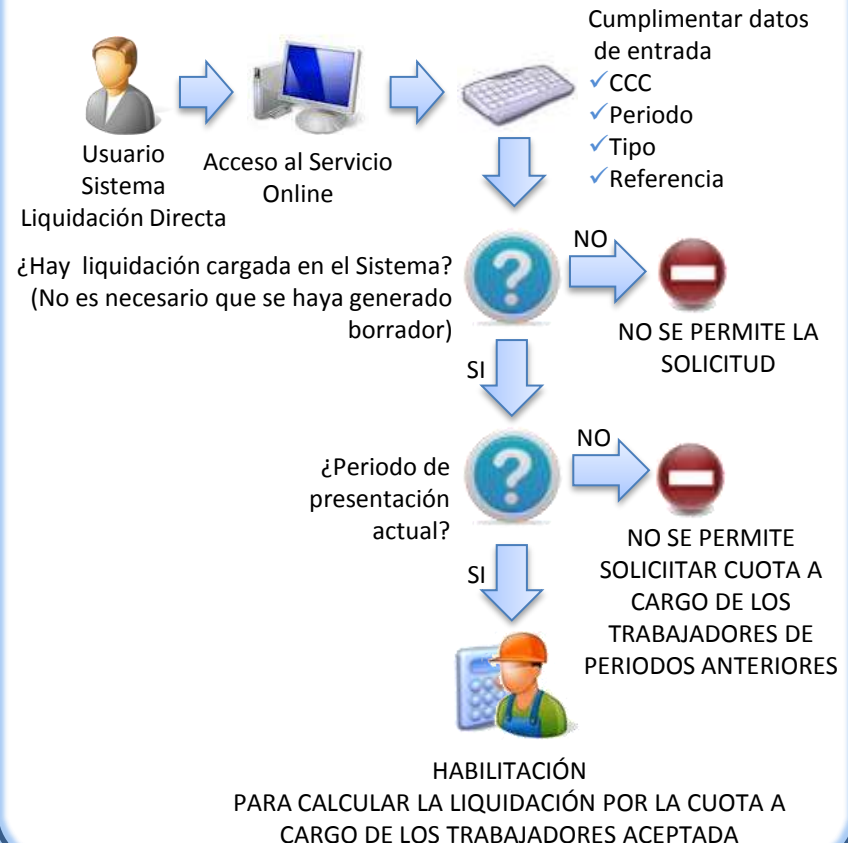 Cumplimentar datos
de entrada
✓CCC
✓Periodo
✓Tipo
✓Referencia
Usuario
Sistema
Liquidación Directa
Acceso al Servicio
Online
¿Hay liquidación cargada en el Sistema?
(No es necesario que se haya generado
borrador)
NO
NO SE PERMITE LA
SOLICITUD
SI
¿Periodo de
presentación
actual?
NO
NO SE PERMITE
SOLICIITAR CUOTA A
CARGO DE LOS
TRABAJADORES DE
PERIODOS ANTERIORES
SI
HABILITACIÓN
PARA CALCULAR LA LIQUIDACIÓN POR LA CUOTA A
CARGO DE LOS TRABAJADORES ACEPTADA